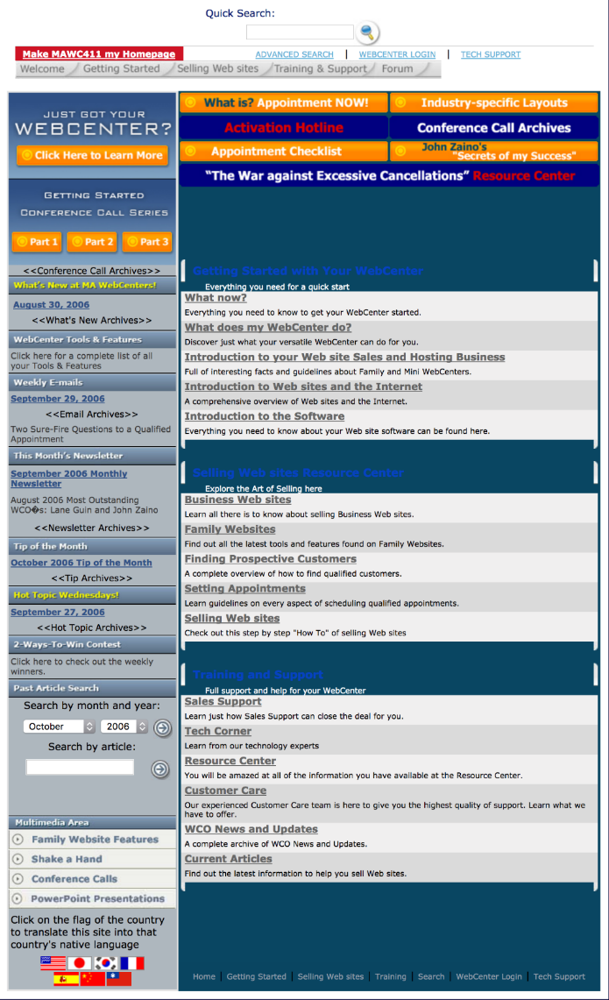 Quick Search:
Make MAWC411 my Homepage
ADVANCED SEARCH | WEBCENTER LOGIN | TECH SUPPORT
Welcome Getting Started Selling Web sites Training & Support Forum
JUST GOT YOUR
WEBCENTER?
Click Here to Learn More
GETTING STARTED
CONFERENCE CALL SERIES
Part 1 Part 2 Part 3
<<Conference Call Archives>>
What's New at MA WebCenters!
August 30, 2006
<<What's New Archives>>
WebCenter Tools & Features
Click here for a complete list of all
your Tools & Features
Weekly E-mails
September 29, 2006
<<Email Archives>>
Two Sure-Fire Questions to a Qualified
Appointment
This Month's Newsletter
September 2006 Monthly
Newsletter
August 2006 Most Outstanding
WCO�s: Lane Guin and John Zaino
<<Newsletter Archives>>
Tip of the Month
October 2006 Tip of the Month
<<Tip Archives>>
Hot Topic Wednesdays!
September 27, 2006
<<Hot Topic Archives>>
2-Ways-To-Win Contest
Click here to check out the weekly
winners.
Past Article Search
Search by month and year:
October 2006
Search by article:
Multimedia Area
Family Website Features
Shake a Hand
Conference Calls
PowerPoint Presentations
Click on the flag of the country
to translate this site into that
country's native language
What is? Appointment NOW!
Industry-specific Layouts
Activation Hotline
Conference Call Archives
Appointment Checklist
John Zaino's
"Secrets of my Success"
"The War against Excessive Cancellations" Resource Center
Getting Started with Your WebCenter
Everything you need for a quick start
What now?
Everything you need to know to get your WebCenter started.
What does my WebCenter do?
Discover just what your versatile WebCenter can do for you.
Introduction to your Web site Sales and Hosting Business
Full of interesting facts and guidelines about Family and Mini WebCenters.
Introduction to Web sites and the Internet
A comprehensive overview of Web sites and the Internet.
Introduction to the Software
Everything you need to know about your Web site software can be found here.
Selling Web sites Resource Center
Explore the Art of Selling here
Business Web sites
Learn all there is to know about selling Business Web sites.
Family Websites
Find out all the latest tools and features found on Family Websites.
Finding Prospective Customers
A complete overview of how to find qualified customers.
Setting Appointments
Learn guidelines on every aspect of scheduling qualified appointments.
Selling Web sites
Check out this step by step "How To" of selling Web sites
Training and Support
Full support and help for your WebCenter
Sales Support
Learn just how Sales Support can close the deal for you.
Tech Corner
Learn from our technology experts
Resource Center
You will be amazed at all of the information you have available at the Resource Center.
Customer Care
Our experienced Customer Care team is here to give you the highest quality of support. Learn what we
have to offer.
WCO News and Updates
A complete archive of WCO News and Updates.
Current Articles
Find out the latest information to help you sell Web sites.
Home | Getting Started | Selling Web sites | Training | Search | WebCenter Login | Tech Support